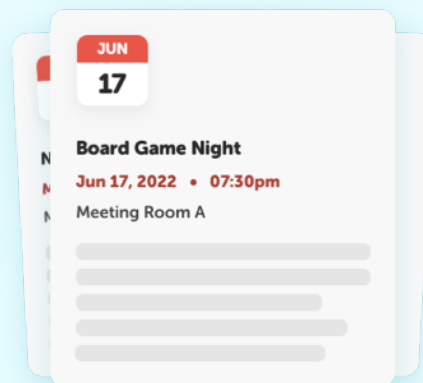 JUN
17
Board Game Night
Jun 17, 2022 • 07:30pm
Meeting Room A